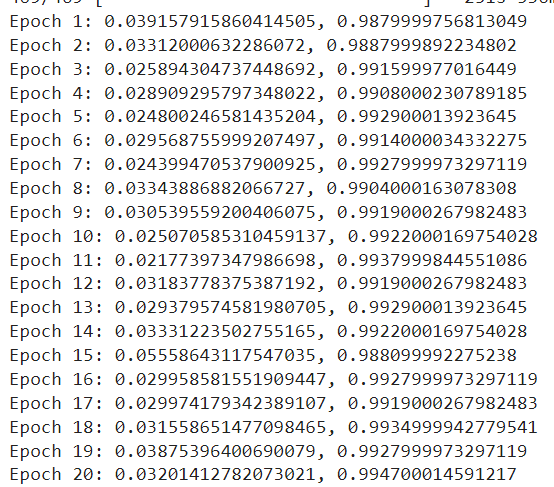 Epoch 1: 0.039157915860414505, 0.9879999756813049
Epoch 2: 0.03312000632286072, 0.9887999892234802
Epoch 3: 0.025894304737448692, 0.991599977016449
Epoch 4: 0.028909295797348022, 0.9908000230789185
Epoch 5: 0.024800246581435204, 0.992900013923645
Epoch 6: 0.029568755999207497, 0.9914000034332275
Epoch 7: 0.024399470537900925, 0.9927999973297119
Epoch 8: 0.03343886882066727, 0.9904000163078308
Epoch 9: 0.030539559200406075, 0.9919000267982483
Epoch 10: 0.025070585310459137, 0.9922000169754028
Epoch 11: 0.02177397347986698, 0.9937999844551086
Epoch 12: 0.03183778375387192, 0.9919000267982483
Epoch 13: 0.029379574581980705, 0.992900013923645
Epoch 14: 0.03331223502755165, 0.9922000169754028
Epoch 15: 0.05558643117547035, 0.988099992275238
Epoch 16: 0.029958581551909447, 0.9927999973297119
Epoch 17: 0.029974179342389107, 0.9919000267982483
Epoch 18: 0.031558651477098465, 0.9934999942779541
Epoch 19: 0.03875396400690079, 0.9927999973297119
Epoch 20: 0.03201412782073021, 0.994700014591217